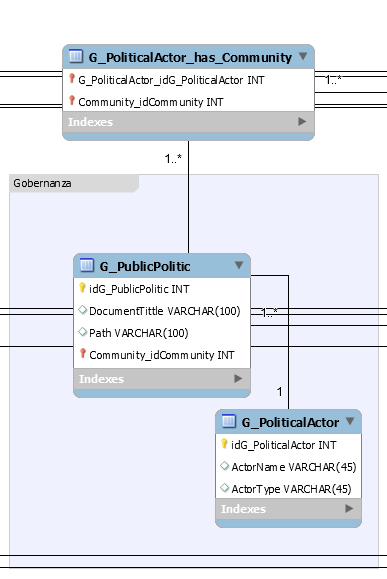 G_PoliticalActor_has_Community
G_PoliticalActor_idG_PoliticalActor INT
1..*
Community_idCommunity INT
Indexes
1..*
Gobernanza
G_PublicPolitic
idG_PublicPolitic INT
DocumentTittle VARCHAR(100)
1..*
Path VARCHAR(100)
Community_idCommunity INT
Indexes
1
G_PoliticalActor
idG_PoliticalActor INT
ActorName VARCHAR(45)
ActorType VARCHAR(45)
Indexes